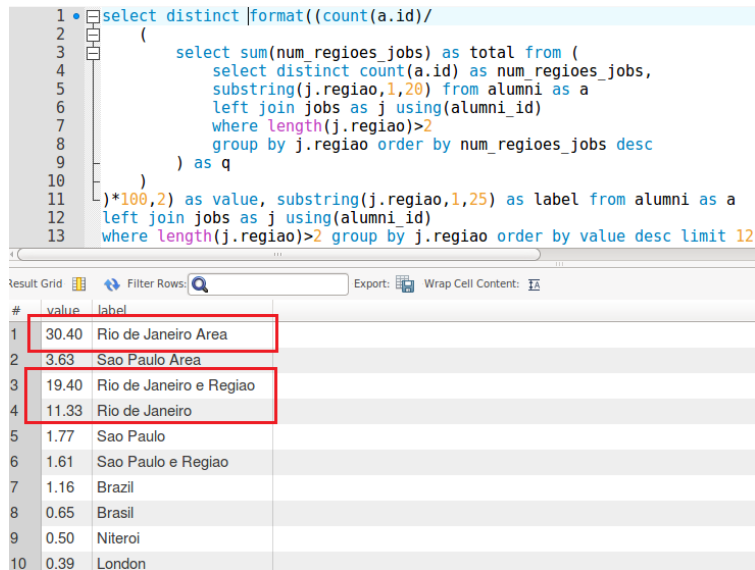 1 select distinct format((count(a.id)/
2 (
3 select sum(num_regioes_jobs) as total from (
4 select distinct count(a.id) as num_regioes_jobs,
5 substring(j.regiao,1,20) from alumni as a
6 left join jobs as j using(alumni_id)
7 where length(j.regiao)>2
8 group by j.regiao order by num_regioes_jobs desc
9 ) as q
10 )
11 )*100,2) as value, substring(j.regiao,1,25) as label from alumni as a
12 left join jobs as j using(alumni_id)
13 where length(j.regiao)>2 group by j.regiao order by value desc limit 12
Result Grid Filter Rows: Export: Wrap Cell Content: IA
# value label
1 30.40 Rio de Janeiro Area
2 3.63 Sao Paulo Area
3 19.40 Rio de Janeiro e Regiao
4 11.33 Rio de Janeiro
5 1.77 Sao Paulo
6 1.61 Sao Paulo e Regiao
7 1.16 Brazil
8 0.65 Brasil
9 0.50 Niteroi
10 0.39 London